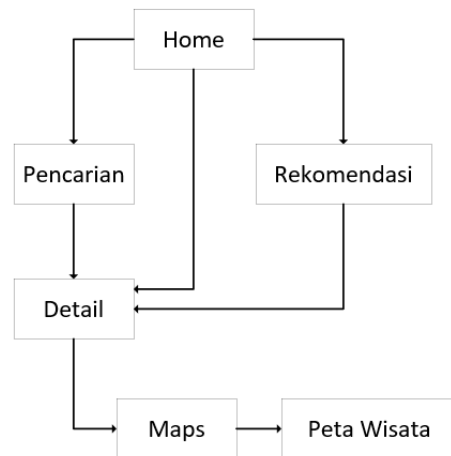 Home
Pencarian
Rekomendasi
Detail
Maps
Peta Wisata